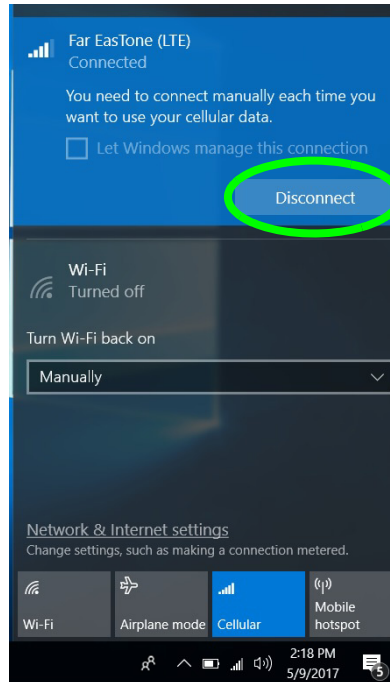 Far EasTone (LTE)
Connected
You need to connect manually each time you
want to use your cellular data.
Let Windows manage this connection
Disconnect
Wi-Fi
Turned off
Turn Wi-Fi back on
Manually
Network & Internet settings
Change settings, such as making a connection metered.
Wi-Fi
Airplane mode
Cellular
Mobile
hotspot
2:18 PM
5/9/2017
5